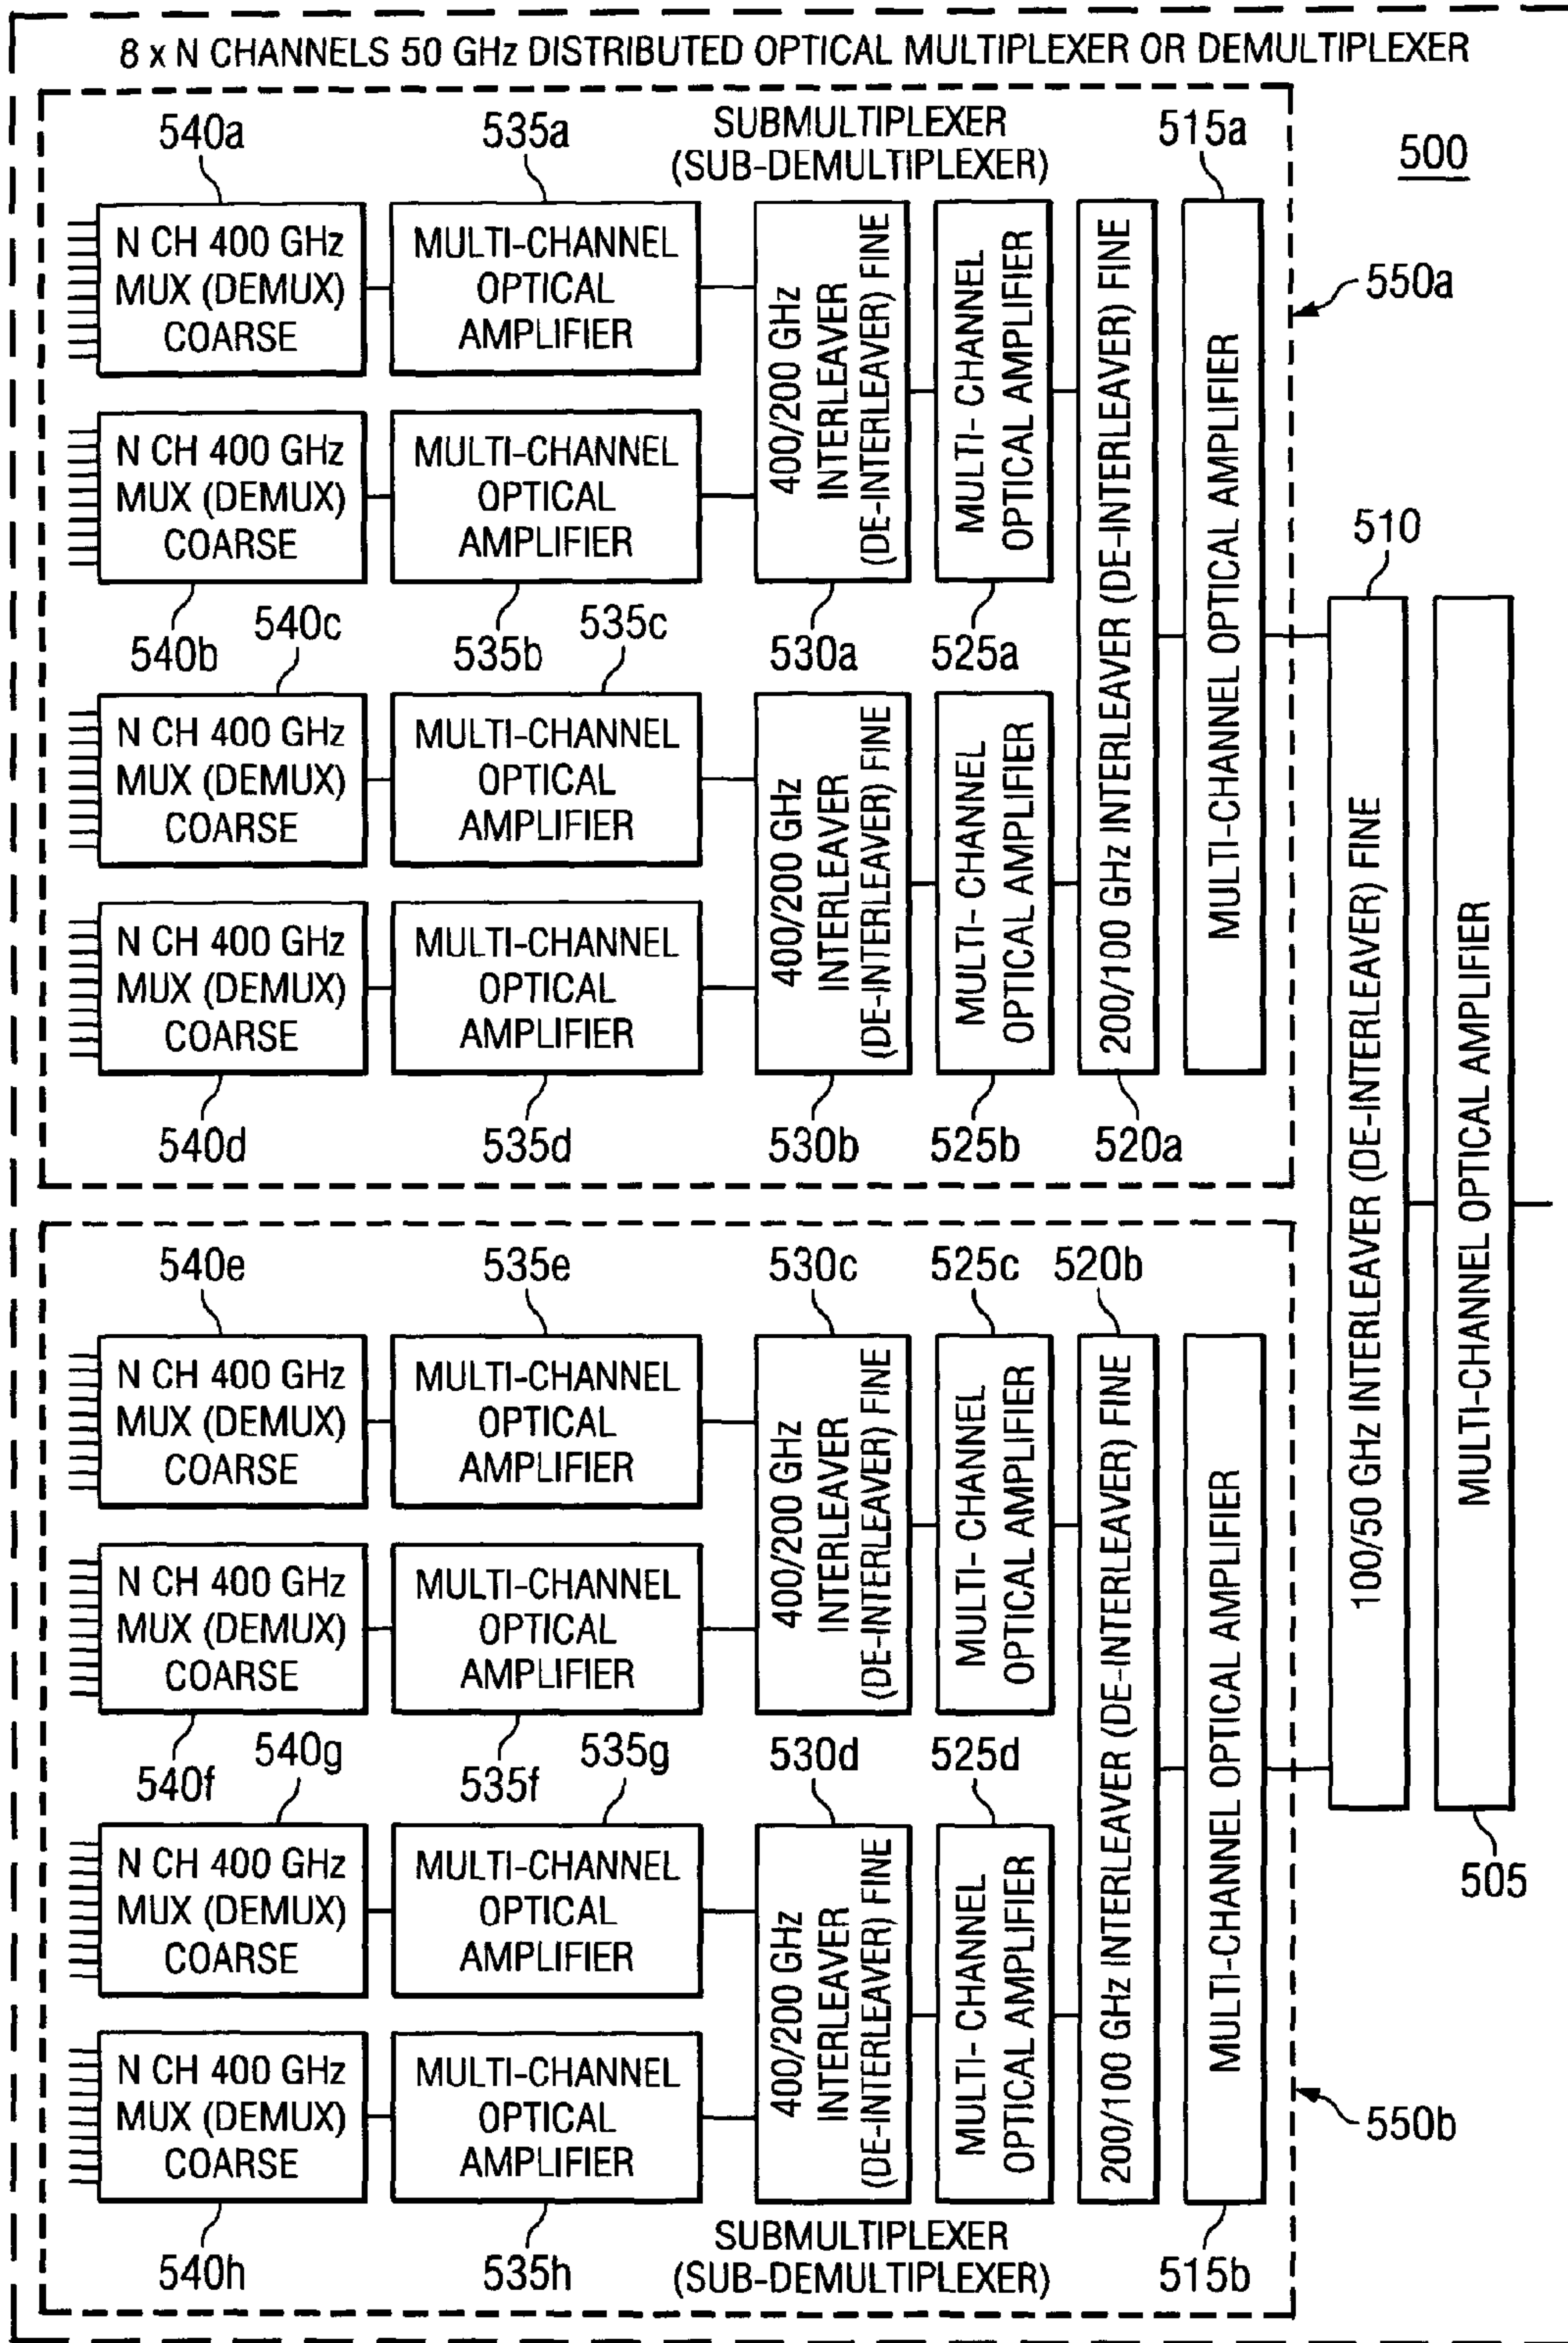 8 x N CHANNELS 50 GHz DISTRIBUTED OPTICAL MULTIPLEXER OR DEMULTIPLEXER
500
550a
SUBMULTIPLEXER
(SUB-DEMULTIPLEXER)
540a
535a
515a
N CH 400 GHz
MUX (DEMUX)
COARSE
MULTI-CHANNEL
OPTICAL
AMPLIFIER
N CH 400 GHz
MUX (DEMUX)
COARSE
MULTI-CHANNEL
OPTICAL
AMPLIFIER
400/200 GHz
INTERLEAVER
(DE-INTERLEAVER) FINE
MULTI- CHANNEL
OPTICAL AMPLIFIER
200/100 GHz INTERLEAVER (DE-INTERLEAVER) FINE
MULTI-CHANNEL OPTICAL AMPLIFIER
540b
540c
535b
535c
530a
525a
N CH 400 GHz
MUX (DEMUX)
COARSE
MULTI-CHANNEL
OPTICAL
AMPLIFIER
N CH 400 GHz
MUX (DEMUX)
COARSE
MULTI-CHANNEL
OPTICAL
AMPLIFIER
400/200 GHz
INTERLEAVER
(DE-INTERLEAVER) FINE
MULTI- CHANNEL
OPTICAL AMPLIFIER
540d
535d
530b
525b
520a
510
100/50 GHz INTERLEAVER (DE-INTERLEAVER) FINE
MULTI-CHANNEL OPTICAL AMPLIFIER
505
540e
535e
530c
525c
520b
N CH 400 GHz
MUX (DEMUX)
COARSE
MULTI-CHANNEL
OPTICAL
AMPLIFIER
N CH 400 GHz
MUX (DEMUX)
COARSE
MULTI-CHANNEL
OPTICAL
AMPLIFIER
400/200 GHz
INTERLEAVER
(DE-INTERLEAVER) FINE
MULTI- CHANNEL
OPTICAL AMPLIFIER
200/100 GHz INTERLEAVER (DE-INTERLEAVER) FINE
MULTI-CHANNEL OPTICAL AMPLIFIER
540f
540g
535f
535g
530d
525d
N CH 400 GHz
MUX (DEMUX)
COARSE
MULTI-CHANNEL
OPTICAL
AMPLIFIER
N CH 400 GHz
MUX (DEMUX)
COARSE
MULTI-CHANNEL
OPTICAL
AMPLIFIER
400/200 GHz
INTERLEAVER
(DE-INTERLEAVER) FINE
MULTI- CHANNEL
OPTICAL AMPLIFIER
550b
540h
535h
SUBMULTIPLEXER
(SUB-DEMULTIPLEXER)
515b